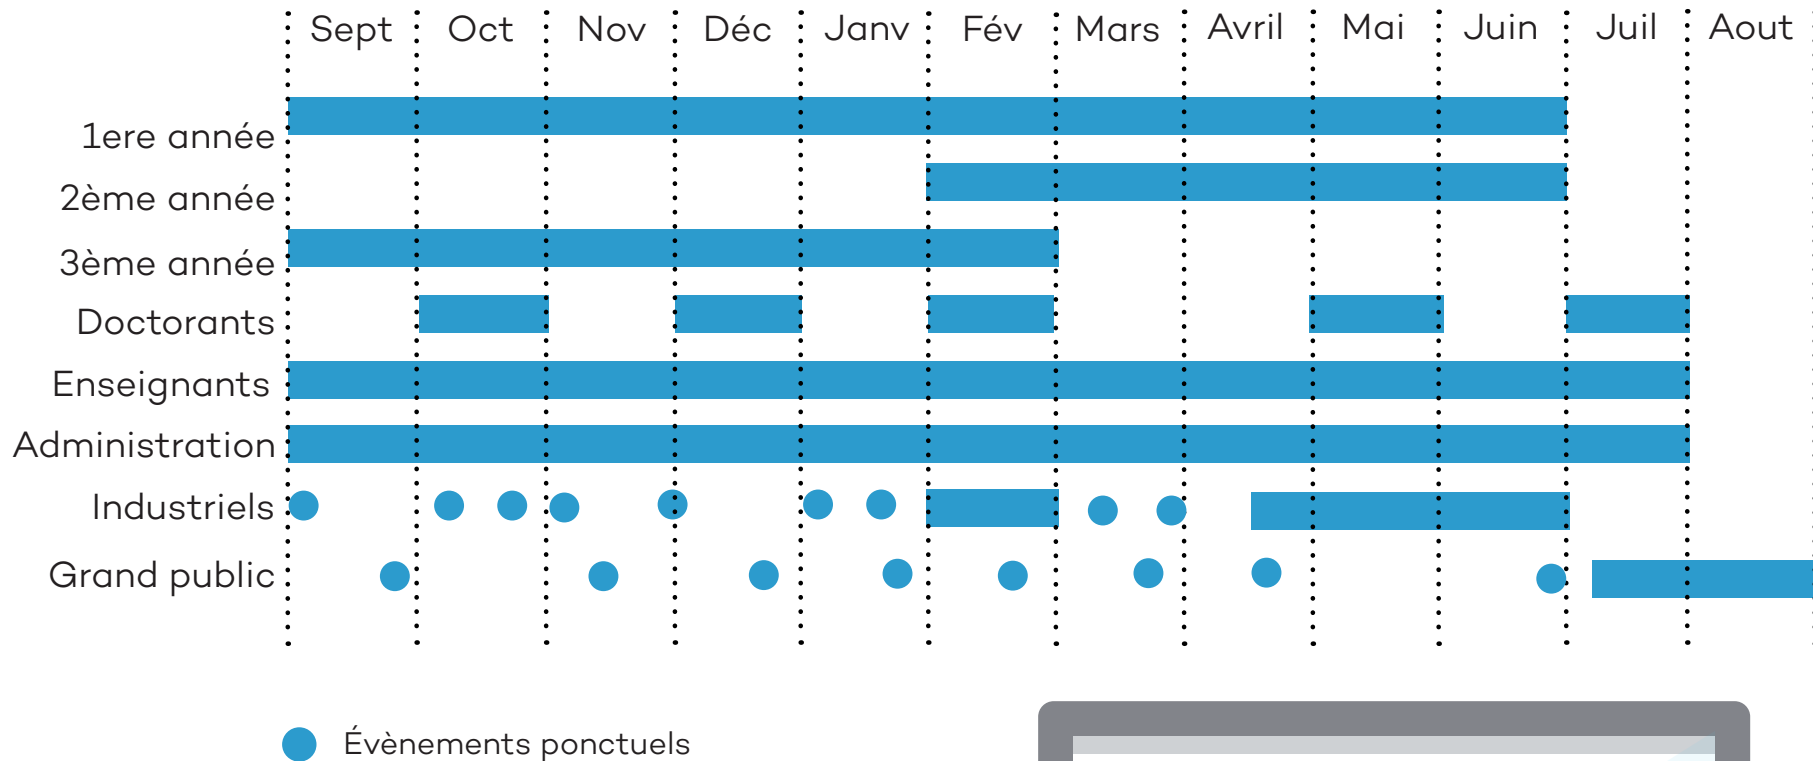 Sept Oct Nov Déc Janv Fév Mars Avril Mai Juin Juil Aout
1ere année
2ème année
3ème année
Doctorants
Enseignants
Administration
Industriels
Grand public
Évènements ponctuels